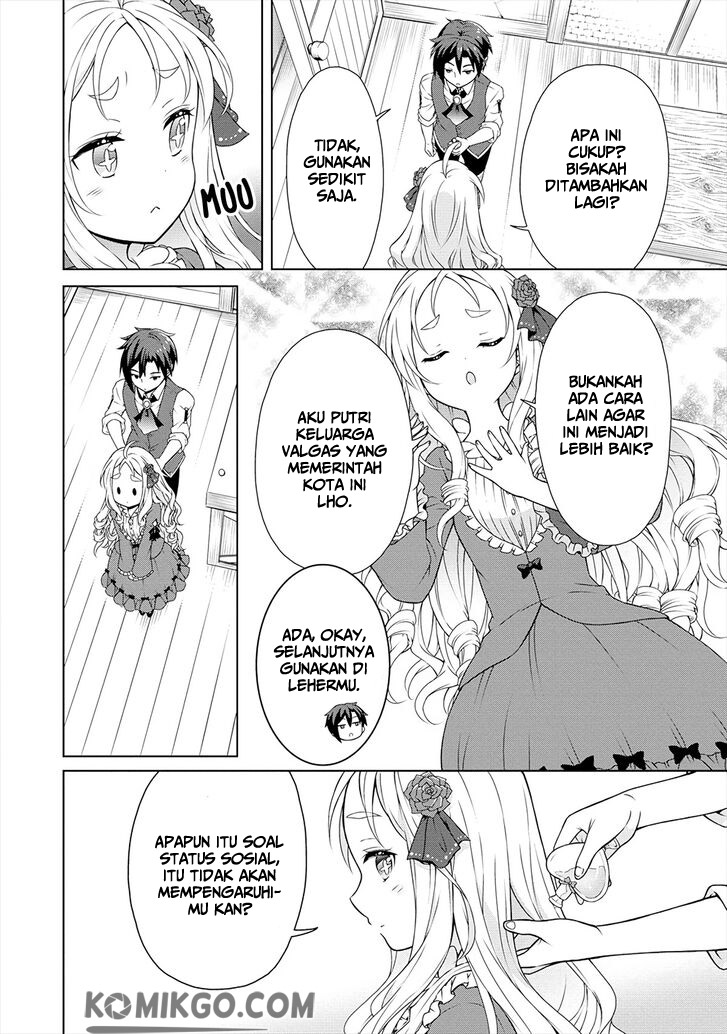 APA INI
CUKUP?
BISAKAH
DITAMBAHKAN
LAGI?
TIDAK,
GUNAKAN
SEDIKIT
SAJA.
MUU
BUKANKAH
ADA CARA
LAIN AGAR
INI MENJADI
LEBIH BAIK?
AKU PUTRI
KELUARGA
VALGAS YANG
MEMERINTAH
KOTA INI
LHO.
ADA, OKAY,
SELANJUTNYA
GUNAKAN DI
LEHERMU.
APAPUN ITU SOAL
STATUS SOSIAL,
ITU TIDAK AKAN
MEMPENGARUHI-
MU KAN?
KOMIKGO.COM